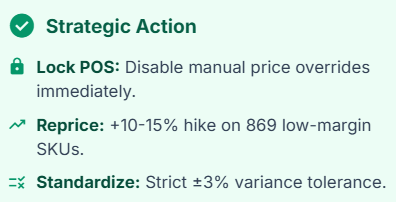 Strategic Action
Lock POS: Disable manual price overrides
immediately.
Reprice: +10-15% hike on 869 low-margin
SKUs.
Standardize: Strict ±3% variance tolerance.